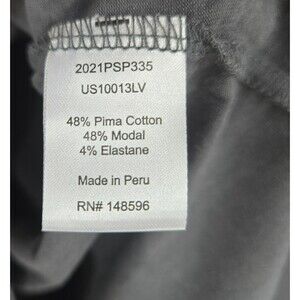 2021PSP335
US10013LV
48% Pima Cotton
48% Modal
4% Elastane
Made in Peru
RN# 148596